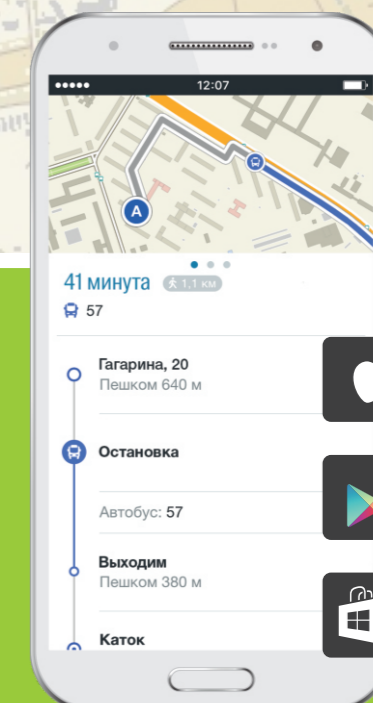 12:07
A
41 минута 1,1 км
57
Гагарина, 20
Пешком 640 м
Остановка
Автобус: 57
Выходим
Пешком 380 м
Каток